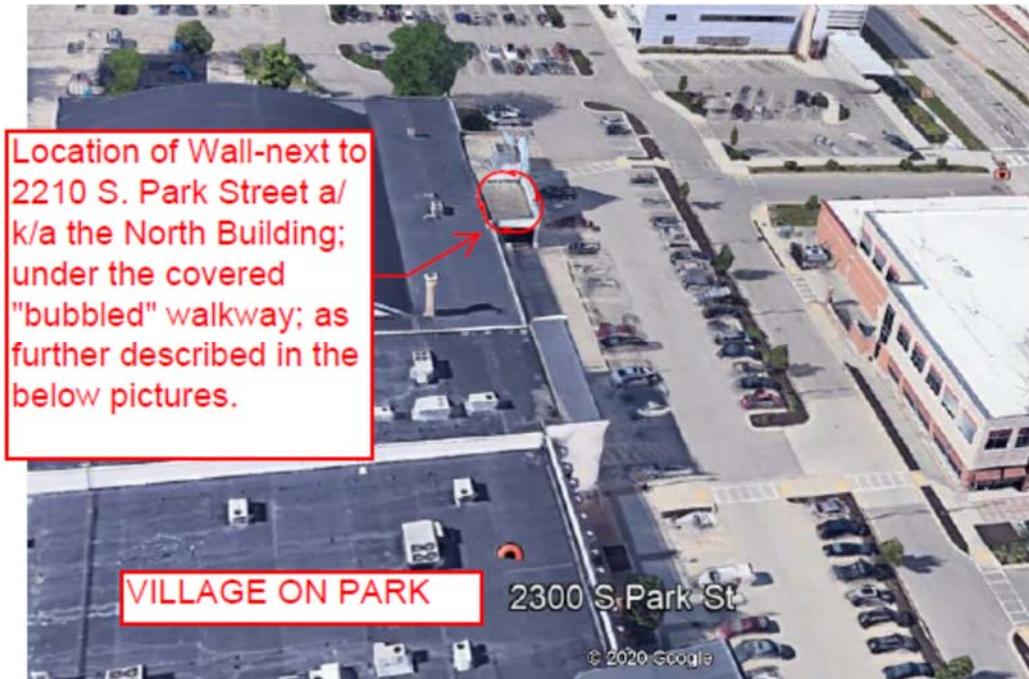 Location of Wall-next to
2210 S. Park Street a/
k/a the North Building;
under the covered
"bubbled" walkway; as
further described in the
below pictures.
VILLAGE ON PARK
2300 S Park St
© 2020 Google